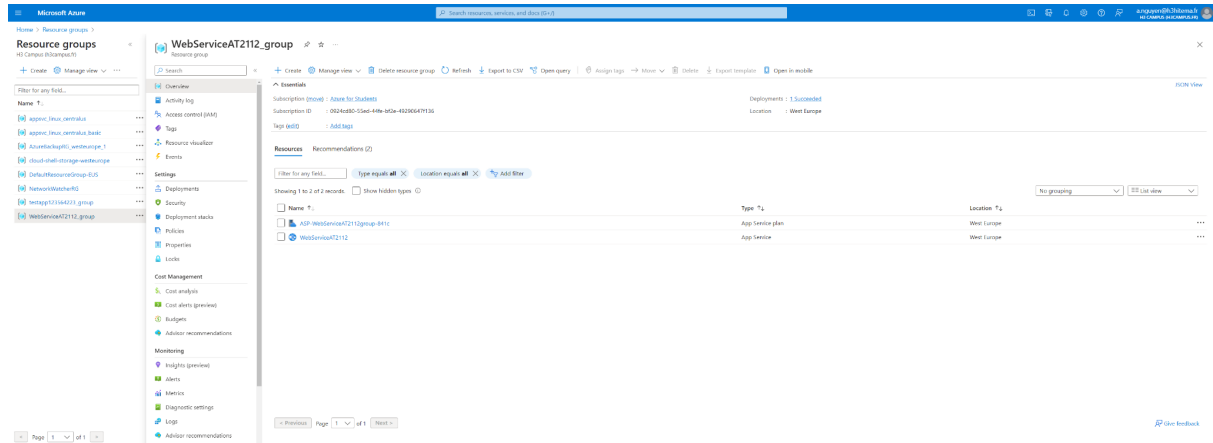 Microsoft Azure
Search resources, services, and docs (G+/)
a.nguyen@h3hitema.fr
H3 CAMPUS (H3CAMPUS.FR)
Home > Resource groups >
Resource groups
H3 Campus (h3campus.fr)
+ Create Manage view ...
Filter for any field...
Name ↑↓
appsvc_linux_centralus
appsvc_linux_centralus_basic
AzureBackupRG_westeurope_1
cloud-shell-storage-westeurope
DefaultResourceGroup-EUS
NetworkWatcherRG
testapp123564223_group
WebServiceAT2112_group
< Page 1 of 1 >
WebServiceAT2112_group
Resource group
Search
Overview
Activity log
Access control (IAM)
Tags
Resource visualizer
Events
Settings
Deployments
Security
Deployment stacks
Policies
Properties
Locks
Cost Management
Cost analysis
Cost alerts (preview)
Budgets
Advisor recommendations
Monitoring
Insights (preview)
Alerts
Metrics
Diagnostic settings
Logs
Advisor recommendations
+ Create Manage view Delete resource group Refresh Export to CSV Open query Assign tags Move Delete Export template Open in mobile
Essentials JSON View
Subscription (move) : Azure for Students Deployments : 1 Succeeded
Subscription ID : Location : West Europe
Tags (edit) : Add tags
Resources Recommendations (2)
Filter for any field... Type equals all Location equals all Add filter
Showing 1 to 2 of 2 records. Show hidden types No grouping List view
Name ↑ Type ↑↓ Location ↑↓
ASP-WebServiceAT2112group-841c App Service plan West Europe ...
WebServiceAT2112 App Service West Europe ...
< Previous Page 1 of 1 Next > Give feedback